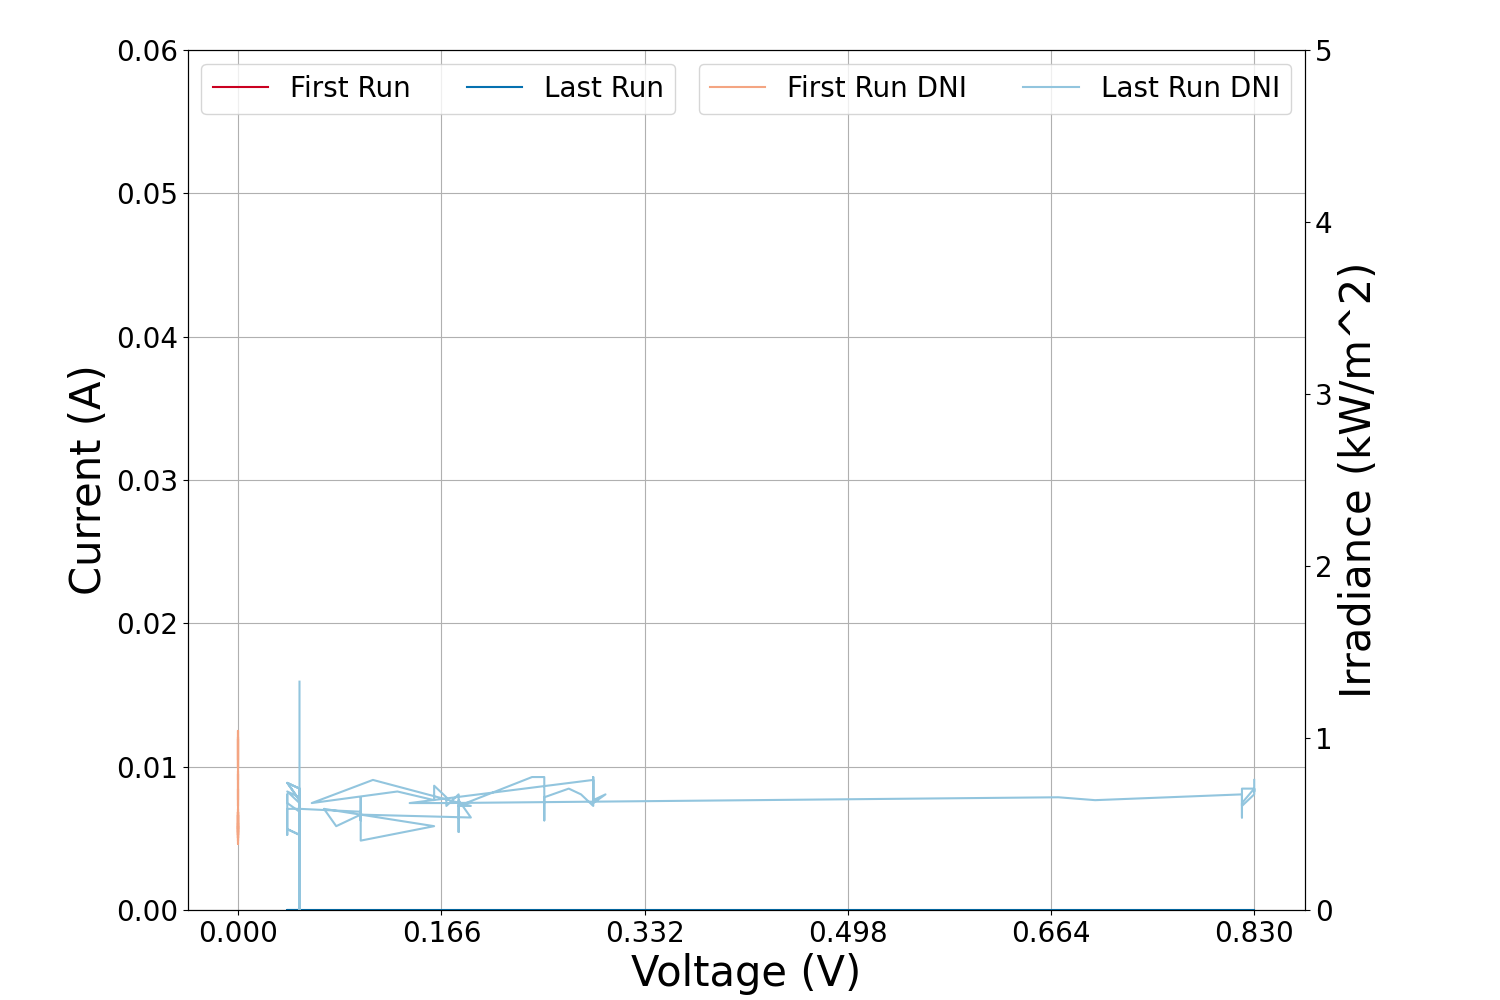 First Run
Last Run
First Run DNI
Last Run DNI
0.06
0.05
0.04
0.03
0.02
0.01
0.00
Current (A)
5
4
3
2
1
0
Irradiance (kW/m^2)
0.000
0.166
0.332
0.498
0.664
0.830
Voltage (V)